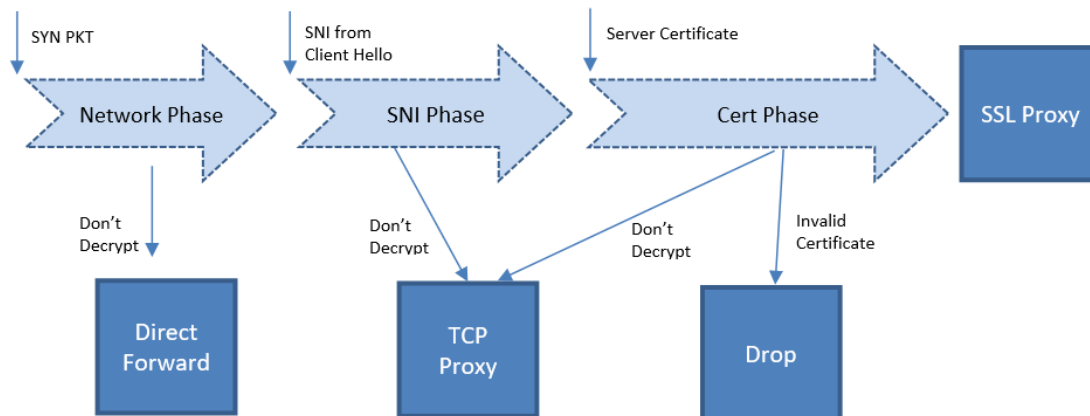 SYN PKT
SNI from
Client Hello
Server Certificate
Network Phase
SNI Phase
Cert Phase
SSL Proxy
Don’t
Decrypt
Don’t
Decrypt
Don’t
Decrypt
Invalid
Certificate
Direct
Forward
TCP
Proxy
Drop